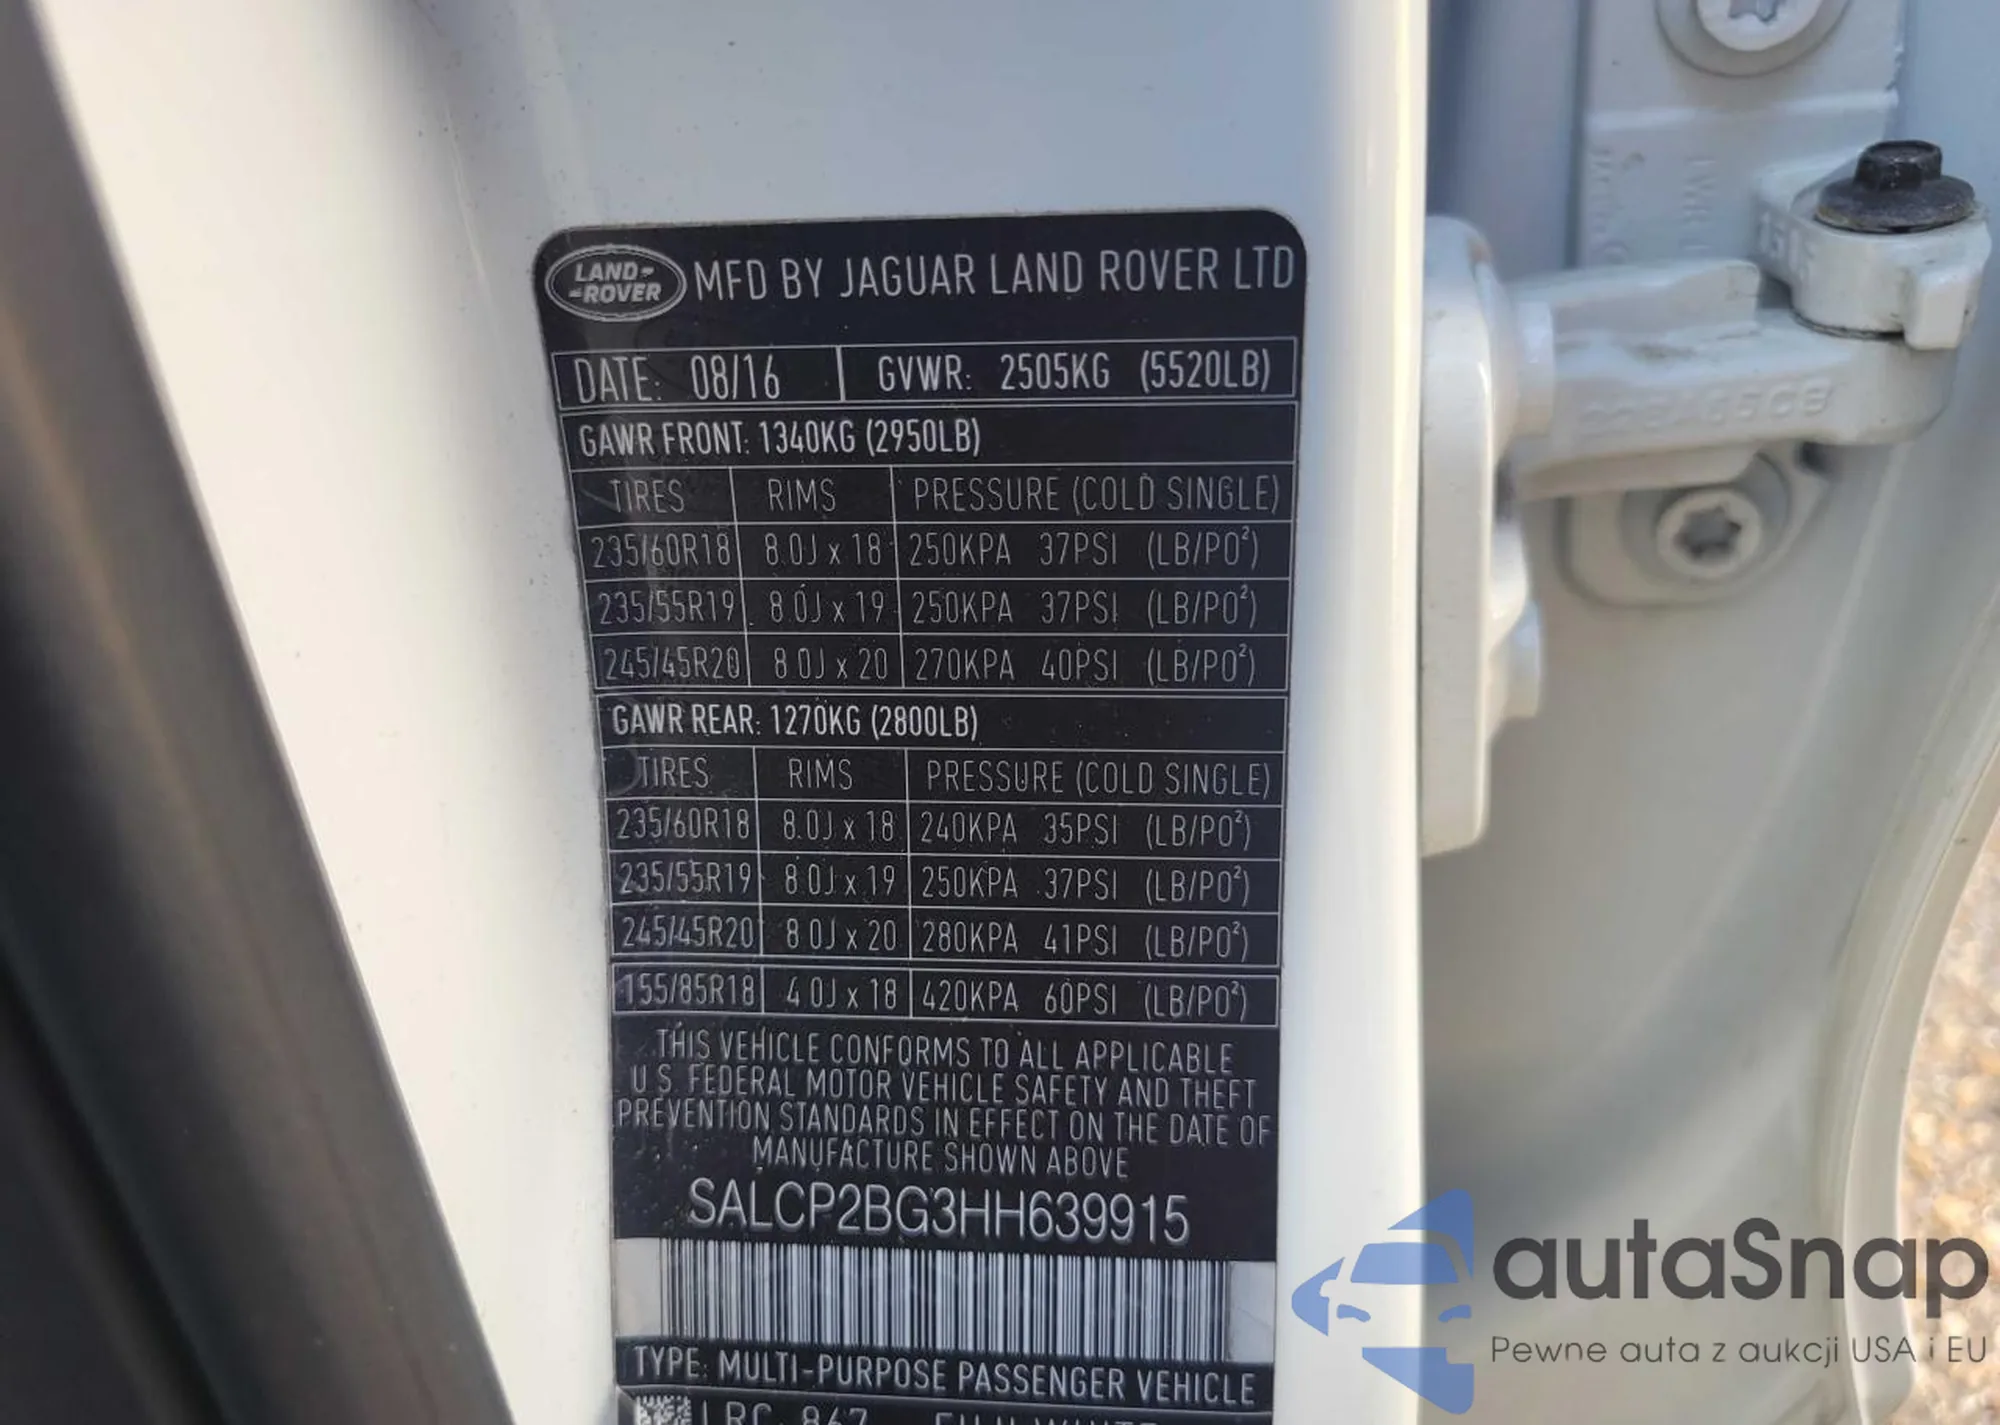 LAND-
-ROVER
MFD BY JAGUAR LAND ROVER LTD
DATE: 08/16 GVWR: 2505KG (5520LB)
GAWR FRONT: 1340KG (2950LB)
TIRES RIMS PRESSURE (COLD SINGLE)
235/60R18 8.0J x 18 250KPA 37PSI (LB/PO²)
235/55R19 8.0J x 19 250KPA 37PSI (LB/PO²)
245/45R20 8.0J x 20 270KPA 40PSI (LB/PO²)
GAWR REAR: 1270KG (2800LB)
TIRES RIMS PRESSURE (COLD SINGLE)
235/60R18 8.0J x 18 240KPA 35PSI (LB/PO²)
235/55R19 8.0J x 19 250KPA 37PSI (LB/PO²)
245/45R20 8.0J x 20 280KPA 41PSI (LB/PO²)
155/85R18 4.0J x 18 420KPA 60PSI (LB/PO²)
THIS VEHICLE CONFORMS TO ALL APPLICABLE
U.S. FEDERAL MOTOR VEHICLE SAFETY AND THEFT
PREVENTION STANDARDS IN EFFECT ON THE DATE OF
MANUFACTURE SHOWN ABOVE
SALCP2BG3HH639915
TYPE: MULTI-PURPOSE PASSENGER VEHICLE
LRC 867 FUJI WHITE
autaSnap
Pewne auta z aukcji USA i EU